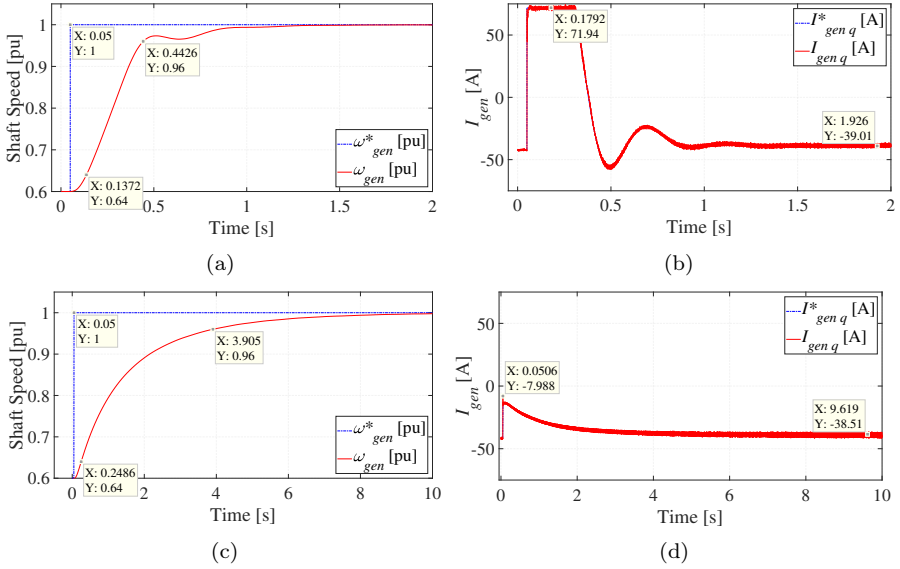 X: 0.05
Y: 1
X: 0.4426
Y: 0.96
X: 0.1372
Y: 0.64
ω*gen [pu]
ωgen [pu]
Shaft Speed [pu]
1
0.9
0.8
0.7
0.6
0
0.5
1
1.5
2
Time [s]
(a)
X: 0.1792
Y: 71.94
X: 1.926
Y: -39.01
I*gen q [A]
Igen q [A]
Igen [A]
50
0
-50
0
0.5
1
1.5
2
Time [s]
(b)
X: 0.05
Y: 1
X: 3.905
Y: 0.96
X: 0.2486
Y: 0.64
ω*gen [pu]
ωgen [pu]
Shaft Speed [pu]
1
0.9
0.8
0.7
0.6
0
2
4
6
8
10
Time [s]
(c)
X: 0.0506
Y: -7.988
X: 9.619
Y: -38.51
I*gen q [A]
Igen q [A]
Igen [A]
50
0
-50
0
2
4
6
8
10
Time [s]
(d)